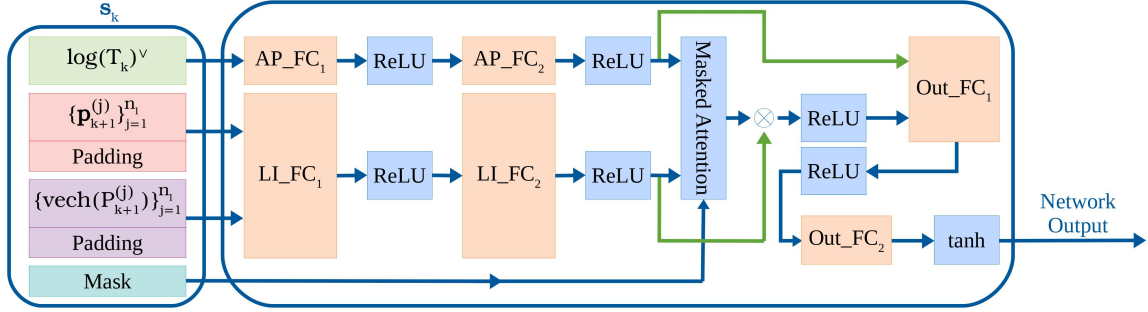 s_k
log(T_k)^∨
{p_{k+1}^{(j)}}_{j=1}^{n_l}
Padding
{vech(P_{k+1}^{(j)})}_{j=1}^{n_l}
Padding
Mask
AP_FC_1
ReLU
AP_FC_2
ReLU
LI_FC_1
ReLU
LI_FC_2
ReLU
Masked Attention
⊗
ReLU
Out_FC_1
ReLU
Out_FC_2
tanh
Network
Output